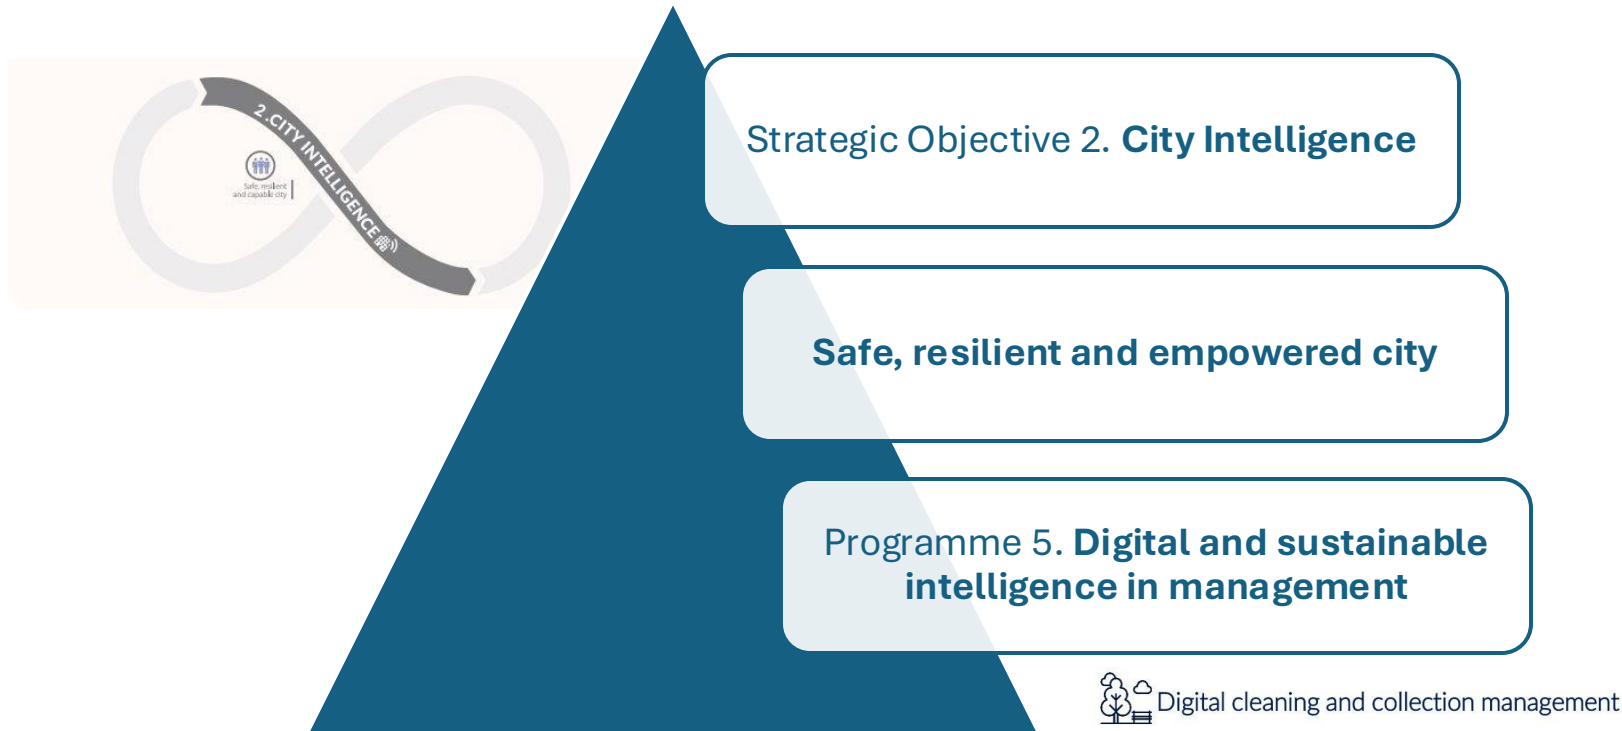 2.CITY INTELLIGENCE
Safe, resilient
and capable city
Strategic Objective 2. City Intelligence
Safe, resilient and empowered city
Programme 5. Digital and sustainable
intelligence in management
Digital cleaning and collection management